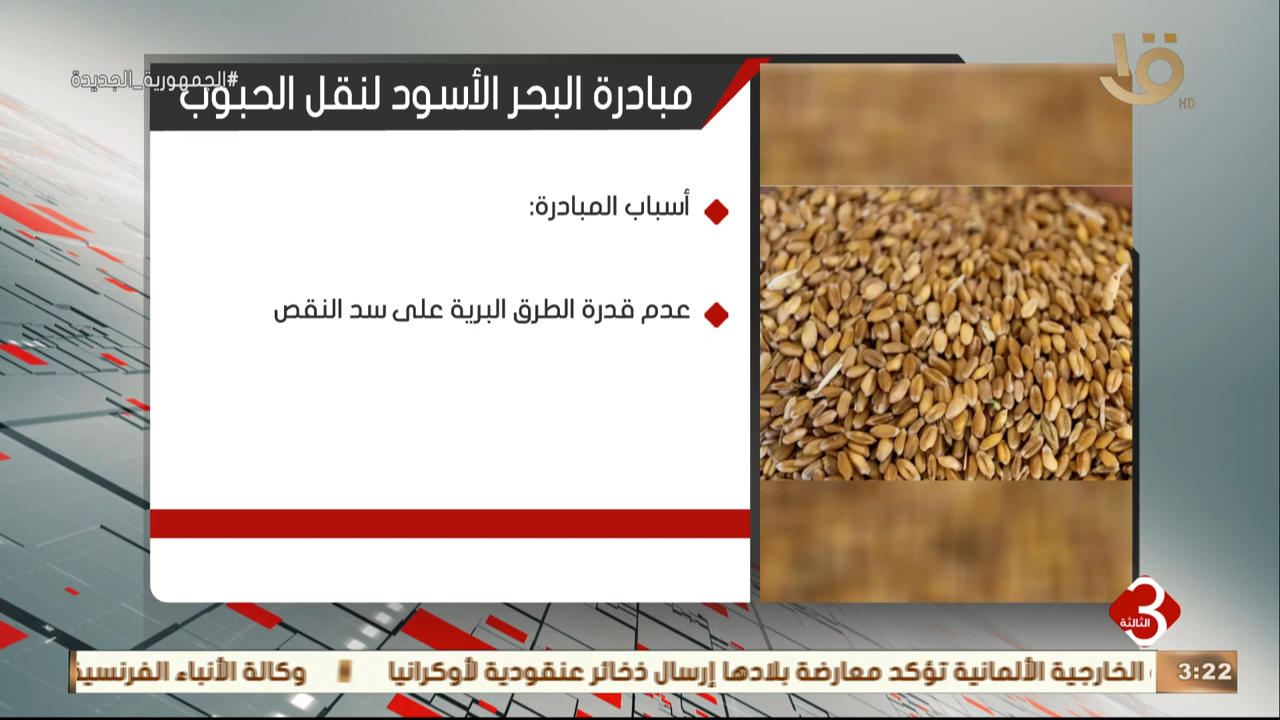 #الجمهورية_الجديدة
HD
مبادرة البحر الأسود لنقل الحبوب
أسباب المبادرة:
عدم قدرة الطرق البرية على سد النقص
3
الثالثة
3:22
الخارجية الألمانية تؤكد معارضة بلادها إرسال ذخائر عنقودية لأوكرانيا
وكالة الأنباء